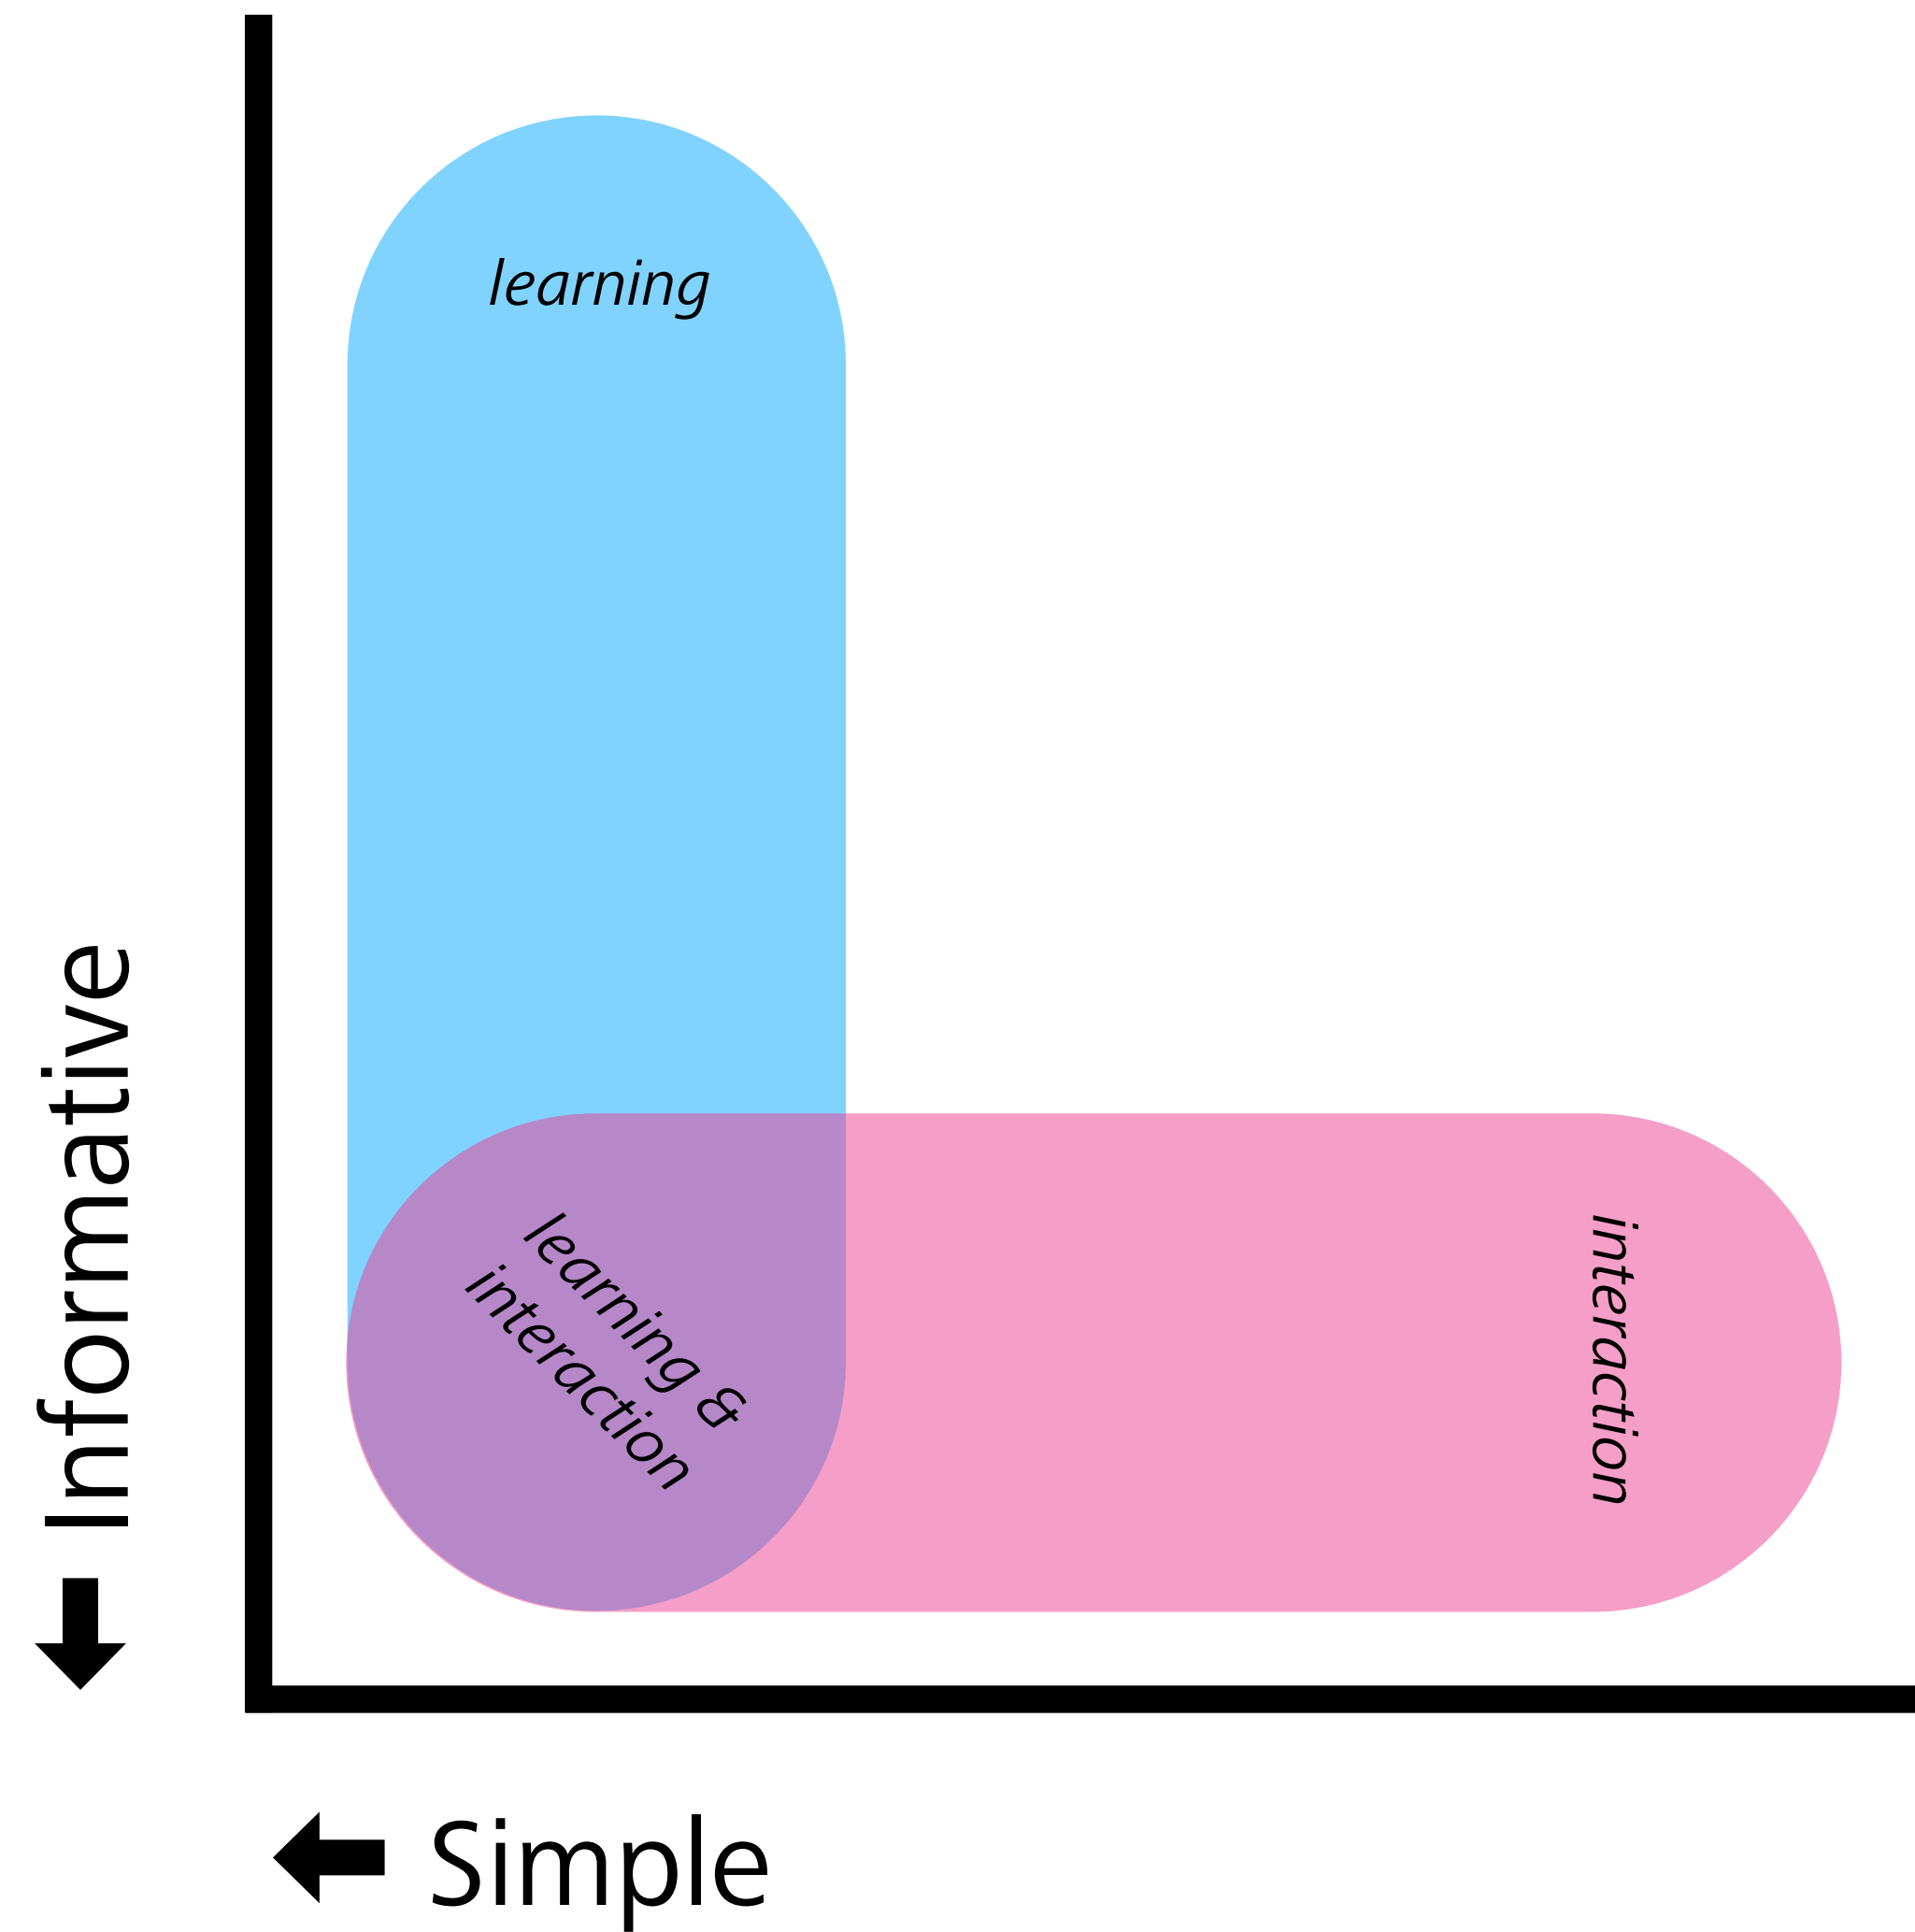 learning
Informative
learning &
interaction
interaction
Simple